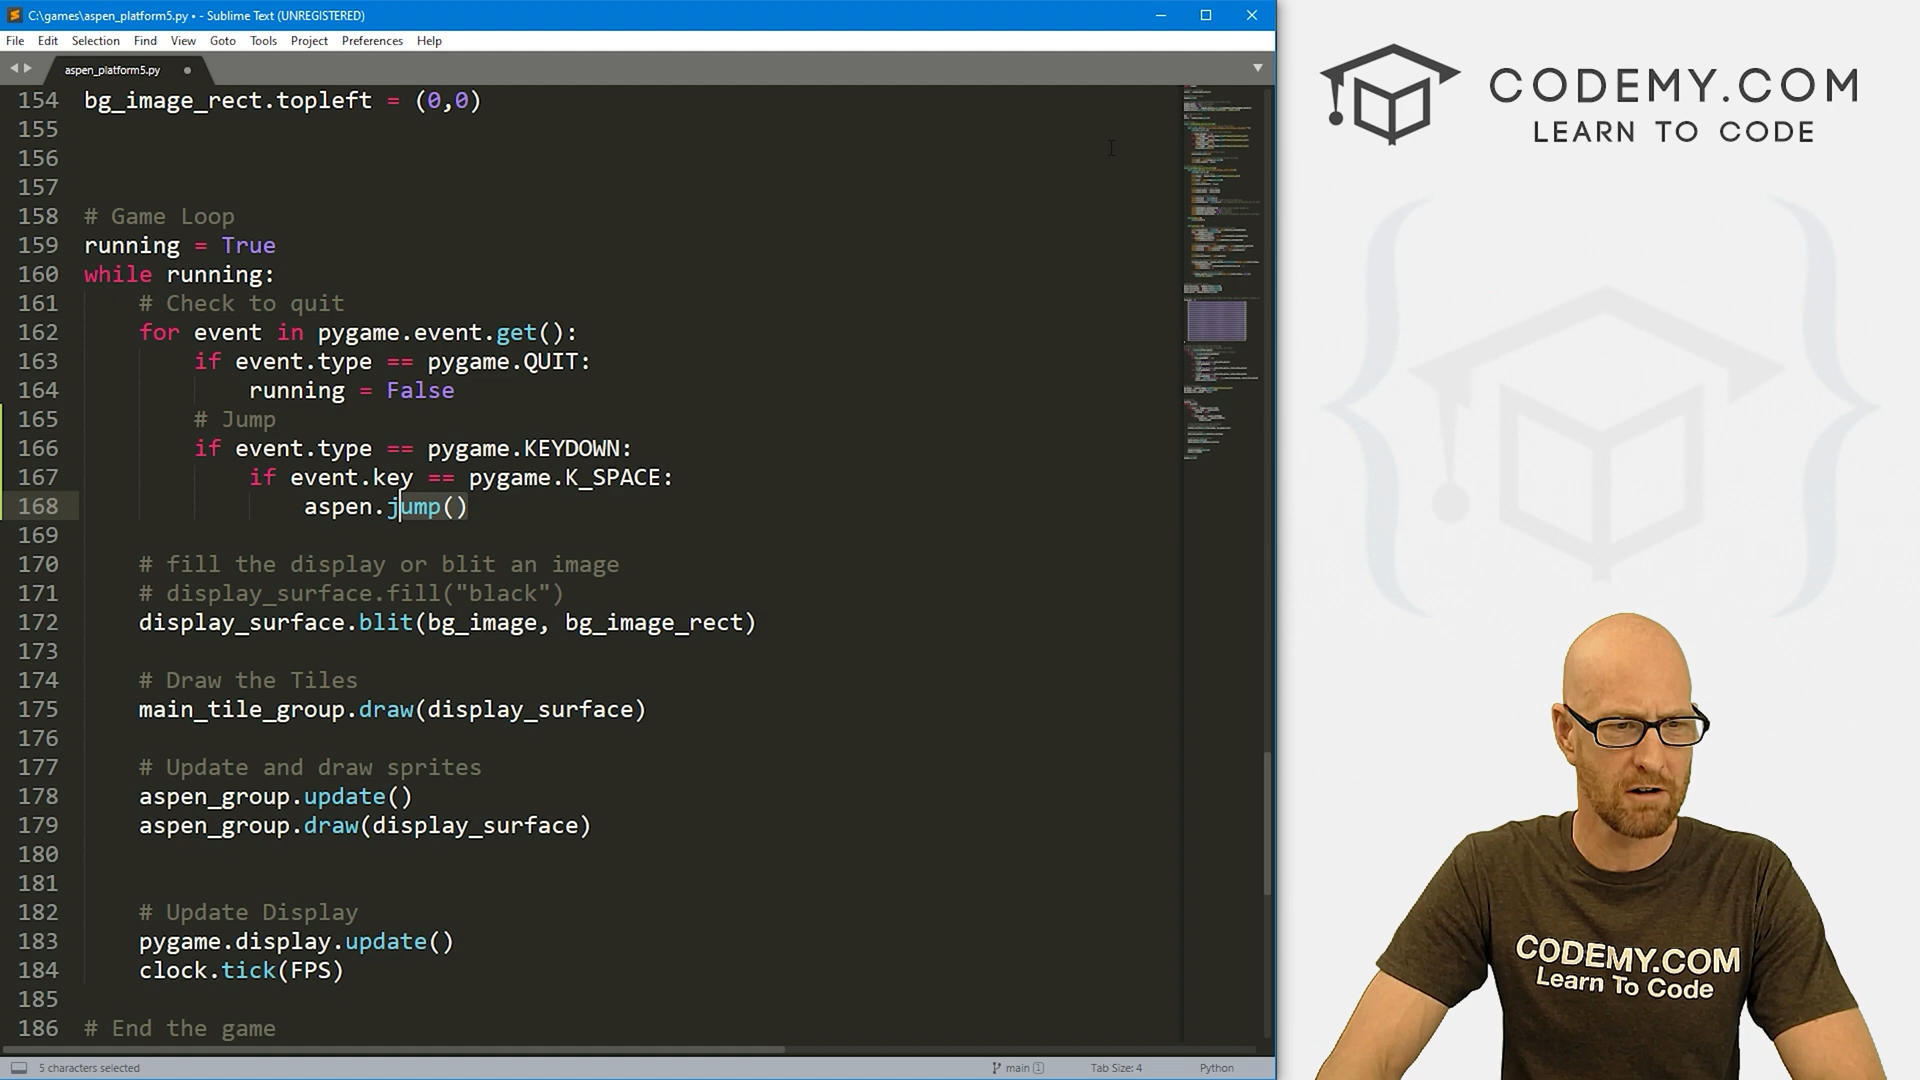 C:\games\aspen_platform5.py • - Sublime Text (UNREGISTERED)
File Edit Selection Find View Goto Tools Project Preferences Help
aspen_platform5.py
154 bg_image_rect.topleft = (0,0)
155
156
157
158 # Game Loop
159 running = True
160 while running:
161     # Check to quit
162     for event in pygame.event.get():
163         if event.type == pygame.QUIT:
164             running = False
165         # Jump
166         if event.type == pygame.KEYDOWN:
167             if event.key == pygame.K_SPACE:
168                 aspen.jump()
169
170     # fill the display or blit an image
171     # display_surface.fill("black")
172     display_surface.blit(bg_image, bg_image_rect)
173
174     # Draw the Tiles
175     main_tile_group.draw(display_surface)
176
177     # Update and draw sprites
178     aspen_group.update()
179     aspen_group.draw(display_surface)
180
181
182     # Update Display
183     pygame.display.update()
184     clock.tick(FPS)
185
186 # End the game
5 characters selected
main 1
Tab Size: 4
Python
CODEMY.COM
LEARN TO CODE
CODEMY.COM
Learn To Code